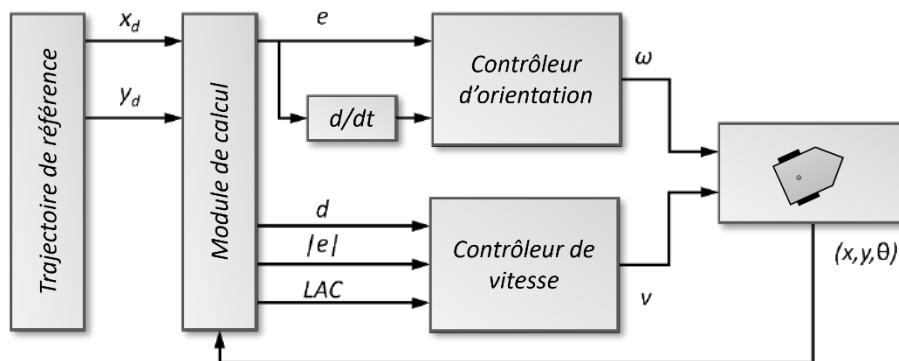 Trajectoire de référence
x_d
y_d
Module de calcul
e
d/dt
Contrôleur
d'orientation
ω
d
|e|
LAC
Contrôleur de
vitesse
v
(x,y,θ)